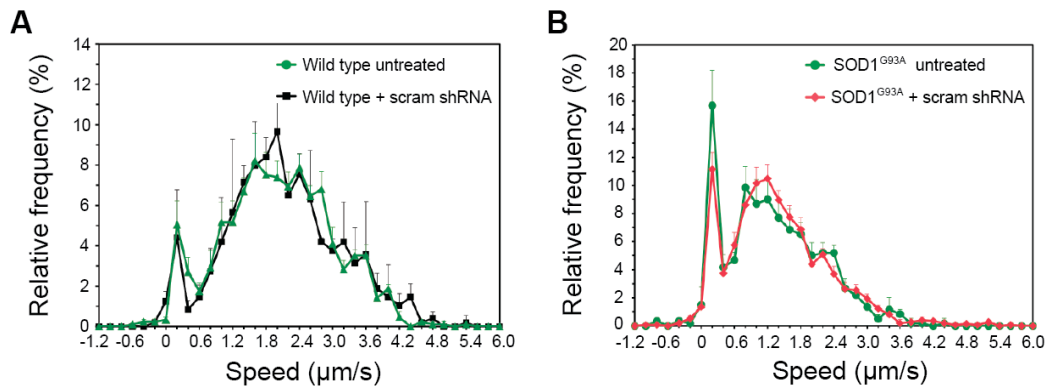 A
Relative frequency (%)
14
12
10
8
6
4
2
0
Wild type untreated
Wild type + scram shRNA
-1.2 -0.6 0 0.6 1.2 1.8 2.4 3.0 3.6 4.2 4.8 5.4 6.0
Speed (µm/s)
B
Relative frequency (%)
20
18
16
14
12
10
8
6
4
2
0
SOD1ᴳ⁹³ᴬ untreated
SOD1ᴳ⁹³ᴬ + scram shRNA
-1.2 -0.6 0 0.6 1.2 1.8 2.4 3.0 3.6 4.2 4.8 5.4 6.0
Speed (µm/s)